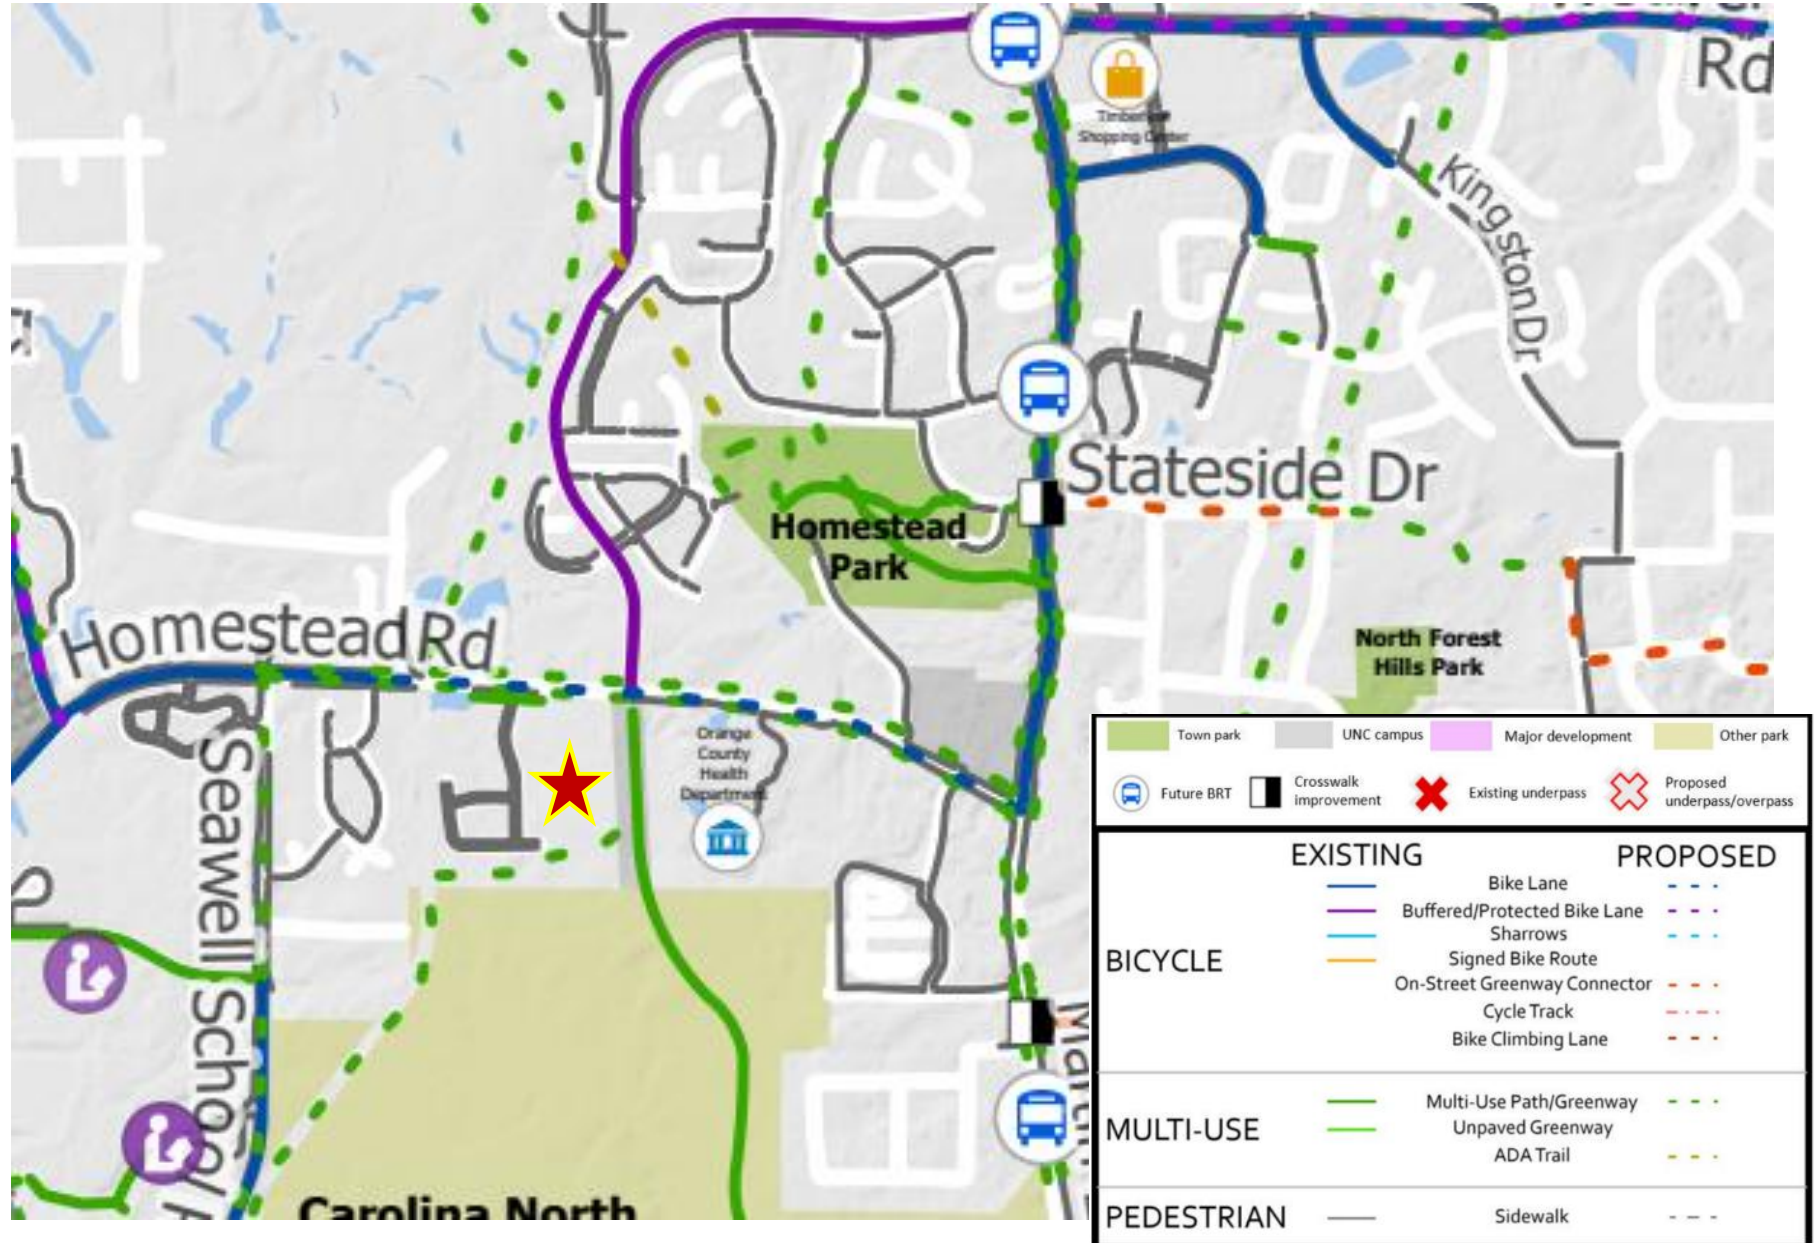 Rd
Timberlyne
Shopping Center
Kingston Dr
Stateside Dr
Homestead
Park
North Forest
Hills Park
Homestead Rd
Orange
County
Health
Department
Seawell School
Carolina North
Town park
UNC campus
Major development
Other park
Future BRT
Crosswalk
improvement
Existing underpass
Proposed
underpass/overpass
EXISTING
PROPOSED
BICYCLE
Bike Lane
Buffered/Protected Bike Lane
Sharrows
Signed Bike Route
On-Street Greenway Connector
Cycle Track
Bike Climbing Lane
MULTI-USE
Multi-Use Path/Greenway
Unpaved Greenway
ADA Trail
PEDESTRIAN
Sidewalk